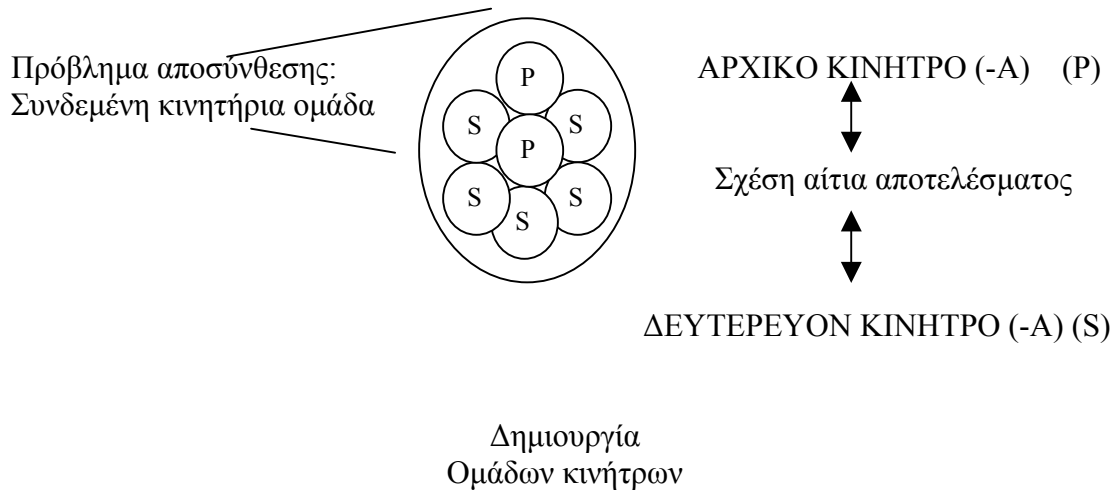 Πρόβλημα αποσύνθεσης:
Συνδεμένη κινητήρια ομάδα
P
S S
P
S S
S
ΑΡΧΙΚΟ ΚΙΝΗΤΡΟ (-Α) (P)
Σχέση αίτια αποτελέσματος
ΔΕΥΤΕΡΕΥΟΝ ΚΙΝΗΤΡΟ (-Α) (S)
Δημιουργία
Ομάδων κινήτρων